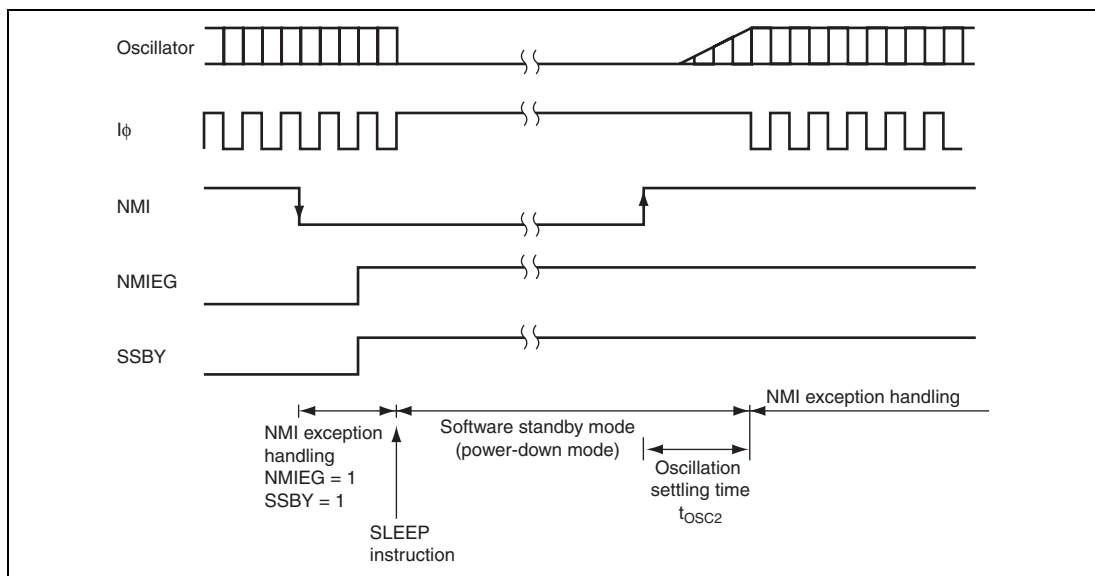 Oscillator
Iϕ
NMI
NMIEG
SSBY
NMI exception handling
NMI exception
handling
NMIEG = 1
SSBY = 1
Software standby mode
(power-down mode)
Oscillation
settling time
tOSC2
SLEEP
instruction